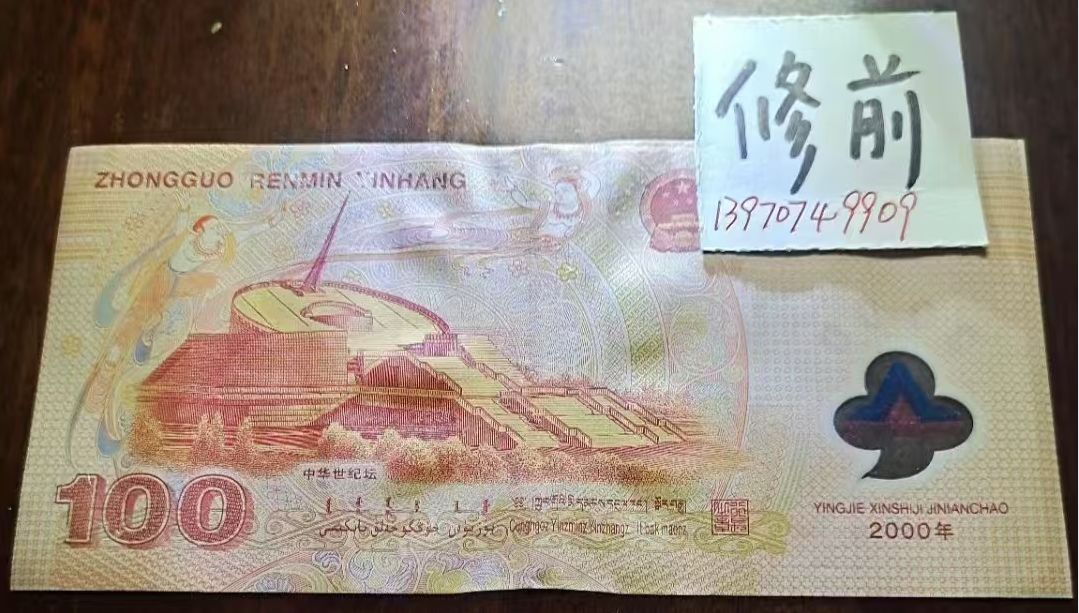 修前
13970749909
ZHONGGUO RENMIN YINHANG
中华世纪坛
100
YINGJIE XINSHIJI JINIANCHAO
2000年